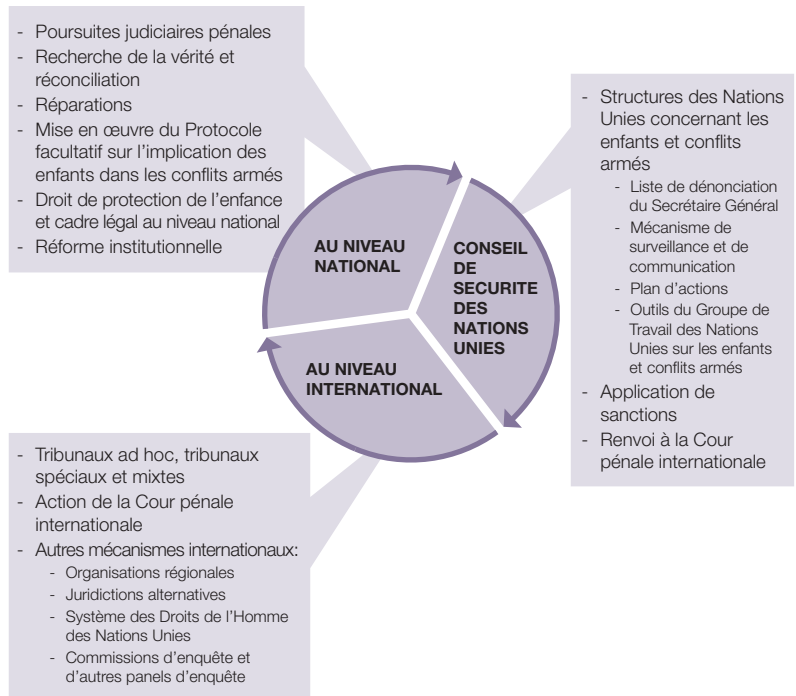 - Poursuites judiciaires pénales
- Recherche de la vérité et
réconciliation
- Réparations
- Mise en œuvre du Protocole
facultatif sur l'implication des
enfants dans les conflits armés
- Droit de protection de l'enfance
et cadre légal au niveau national
- Réforme institutionnelle
AU NIVEAU
NATIONAL
CONSEIL
DE
SECURITE
DES
NATIONS
UNIES
AU NIVEAU
INTERNATIONAL
- Structures des Nations
Unies concernant les
enfants et conflits
armés
- Liste de dénonciation
du Secrétaire Général
- Mécanisme de
surveillance et de
communication
- Plan d'actions
- Outils du Groupe de
Travail des Nations
Unies sur les enfants
et conflits armés
- Application de
sanctions
- Renvoi à la Cour
pénale internationale
- Tribunaux ad hoc, tribunaux
spéciaux et mixtes
- Action de la Cour pénale
internationale
- Autres mécanismes internationaux:
- Organisations régionales
- Juridictions alternatives
- Système des Droits de l'Homme
des Nations Unies
- Commissions d'enquête et
d'autres panels d'enquête